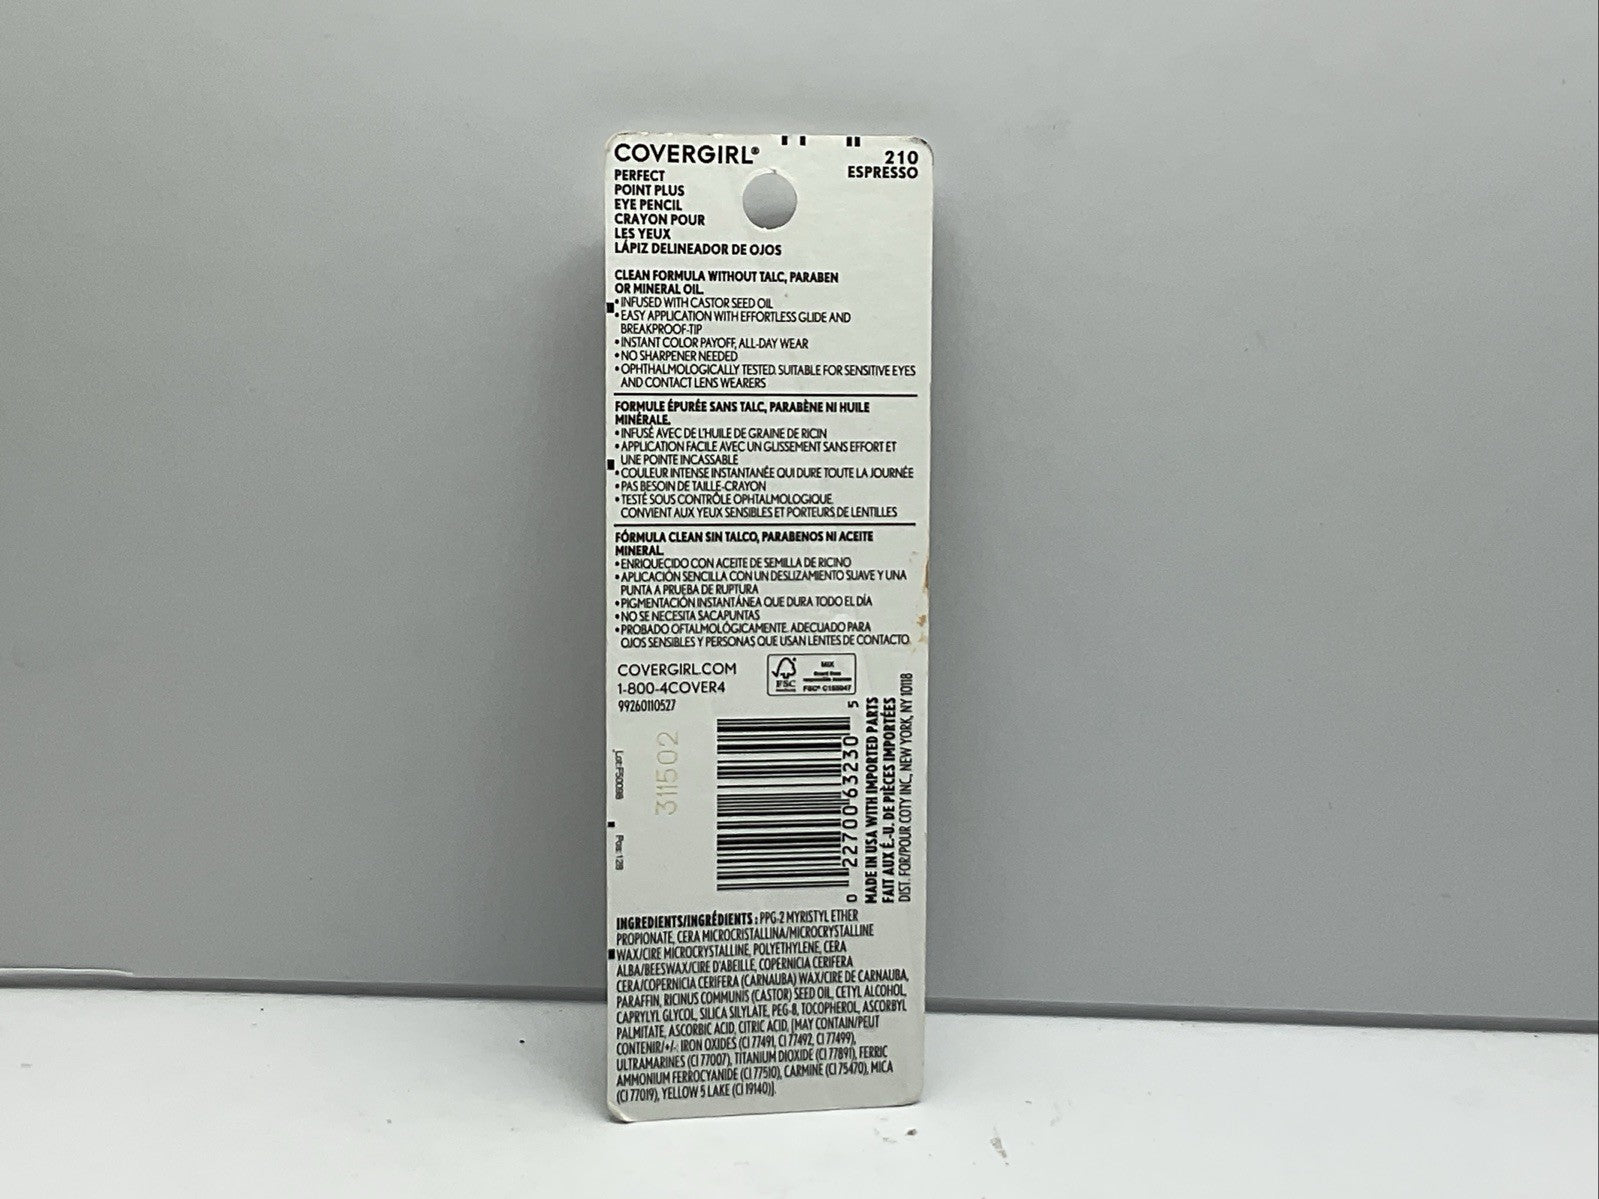 COVERGIRL®
210
ESPRESSO
PERFECT
POINT PLUS
EYE PENCIL
CRAYON POUR
LES YEUX
LÁPIZ DELINEADOR DE OJOS
CLEAN FORMULA WITHOUT TALC, PARABEN
OR MINERAL OIL.
• INFUSED WITH CASTOR SEED OIL
• EASY APPLICATION WITH EFFORTLESS GLIDE AND
BREAKPROOF-TIP
• INSTANT COLOR PAYOFF, ALL-DAY WEAR
• NO SHARPENER NEEDED
• OPHTHALMOLOGICALLY TESTED. SUITABLE FOR SENSITIVE EYES
AND CONTACT LENS WEARERS
FORMULE ÉPURÉE SANS TALC, PARABÈNE NI HUILE
MINÉRALE.
• INFUSÉ AVEC DE L'HUILE DE GRAINE DE RICIN
• APPLICATION FACILE AVEC UN GLISSEMENT SANS EFFORT ET
UNE POINTE INCASSABLE
• COULEUR INTENSE INSTANTANÉE QUI DURE TOUTE LA JOURNÉE
• PAS BESOIN DE TAILLE-CRAYON
• TESTÉ SOUS CONTRÔLE OPHTALMOLOGIQUE.
CONVIENT AUX YEUX SENSIBLES ET PORTEURS DE LENTILLES
FÓRMULA CLEAN SIN TALCO, PARABENOS NI ACEITE
MINERAL.
• ENRIQUECIDO CON ACEITE DE SEMILLA DE RICINO
• APLICACIÓN SENCILLA CON UN DESLIZAMIENTO SUAVE Y UNA
PUNTA A PRUEBA DE RUPTURA
• PIGMENTACIÓN INSTANTÁNEA QUE DURA TODO EL DÍA
• NO SE NECESITA SACAPUNTAS
• PROBADO OFTALMOLÓGICAMENTE. ADECUADO PARA
OJOS SENSIBLES Y PERSONAS QUE USAN LENTES DE CONTACTO.
COVERGIRL.COM
1-800-4COVER4
99260110527
FSC
MIX
311502
0 22700 63230 5
MADE IN USA WITH IMPORTED PARTS
FAIT AUX É.-U. DE PIÈCES IMPORTÉES
DIST. FOR/POUR COTY INC., NEW YORK, NY 10118
INGREDIENTS/INGRÉDIENTS : PPG-2 MYRISTYL ETHER
PROPIONATE, CERA MICROCRISTALLINA/MICROCRYSTALLINE
WAX/CIRE MICROCRYSTALLINE, POLYETHYLENE, CERA
ALBA/BEESWAX/CIRE D'ABEILLE, COPERNICIA CERIFERA
CERA/COPERNICIA CERIFERA (CARNAUBA) WAX/CIRE DE CARNAUBA,
PARAFFIN, RICINUS COMMUNIS (CASTOR) SEED OIL, CETYL ALCOHOL,
CAPRYLYL GLYCOL, SILICA SILYLATE, PEG-8, TOCOPHEROL, ASCORBYL
PALMITATE, ASCORBIC ACID, CITRIC ACID, [MAY CONTAIN/PEUT
CONTENIR/+/-: IRON OXIDES (CI 77491, CI 77492, CI 77499),
ULTRAMARINES (CI 77007), TITANIUM DIOXIDE (CI 77891), FERRIC
AMMONIUM FERROCYANIDE (CI 77510), CARMINE (CI 75470), MICA
(CI 77019), YELLOW 5 LAKE (CI 19140)].